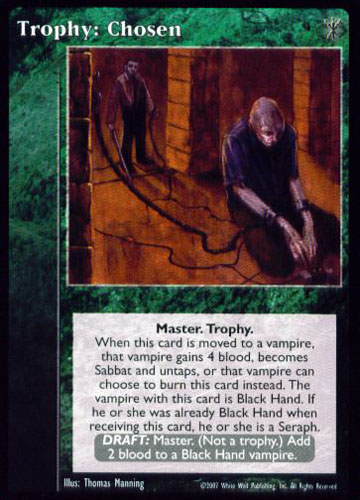 Trophy: Chosen
Master. Trophy.
When this card is moved to a vampire,
that vampire gains 4 blood, becomes
Sabbat and untaps, or that vampire can
choose to burn this card instead. The
vampire with this card is Black Hand. If
he or she was already Black Hand when
receiving this card, he or she is a Seraph.
DRAFT: Master. (Not a trophy.) Add
2 blood to a Black Hand vampire.
Illus: Thomas Manning
©2007 White Wolf Publishing, Inc. All Rights Reserved.